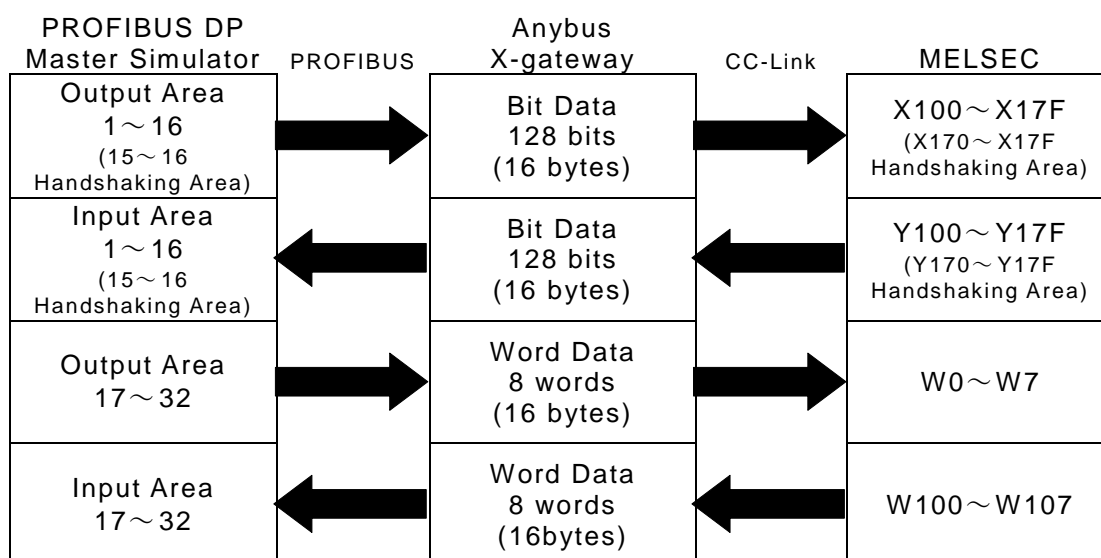 PROFIBUS DP
Master Simulator
PROFIBUS
Anybus
X-gateway
CC-Link
MELSEC
Output Area
1～16
(15～16
Handshaking Area)
Bit Data
128 bits
(16 bytes)
X100～X17F
(X170～X17F
Handshaking Area)
Input Area
1～16
(15～16
Handshaking Area)
Bit Data
128 bits
(16 bytes)
Y100～Y17F
(Y170～Y17F
Handshaking Area)
Output Area
17～32
Word Data
8 words
(16 bytes)
W0～W7
Input Area
17～32
Word Data
8 words
(16bytes)
W100～W107